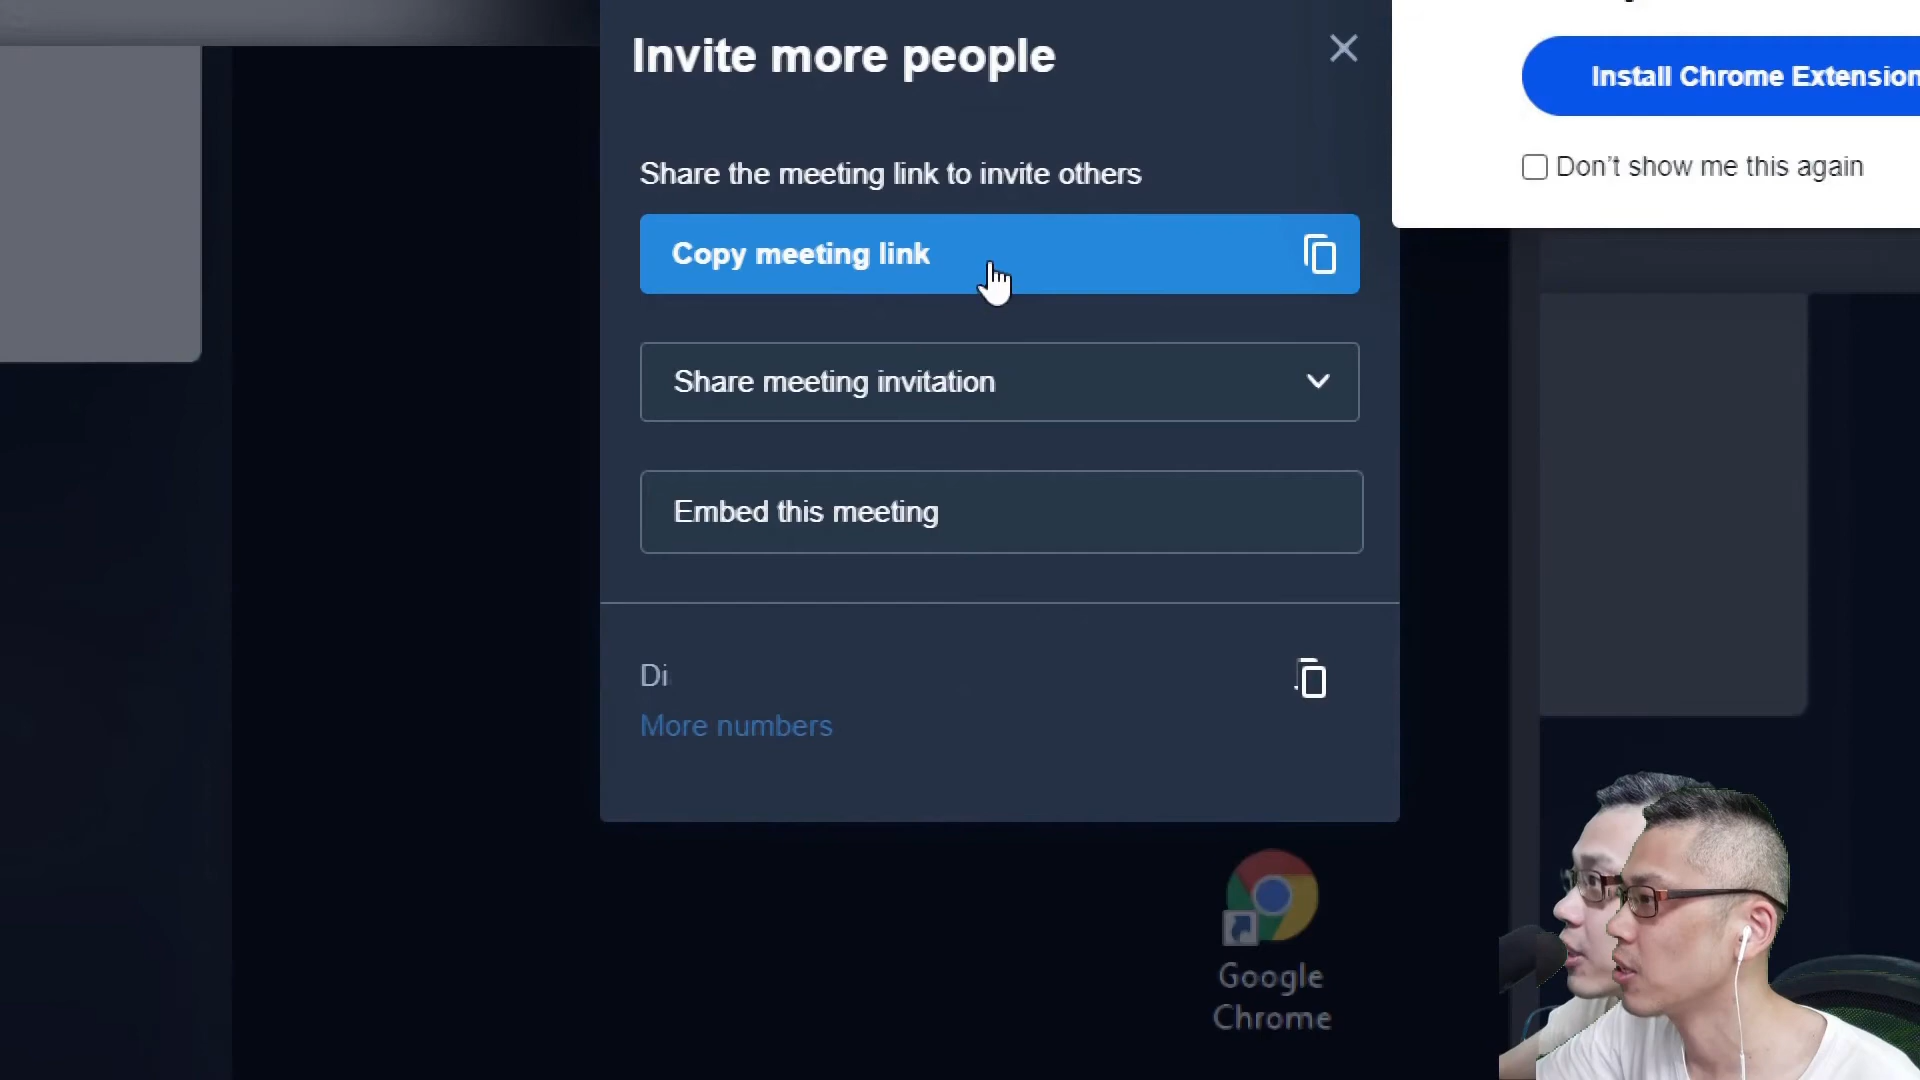 Invite more people
Install Chrome Extension
Don't show me this again
Share the meeting link to invite others
Copy meeting link
Share meeting invitation
Embed this meeting
Di
More numbers
Google
Chrome